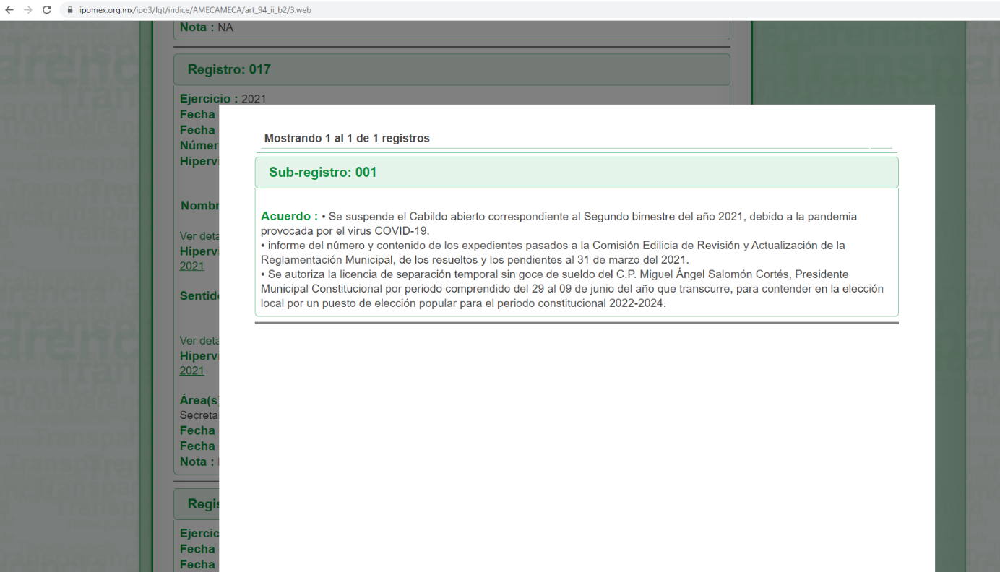 ipomex.org.mx/ipo3/lgt/indice/AMECAMECA/art_94_ii_b2/3.web
Nota : NA
Registro: 017
Ejercicio : 2021
Fecha
Fecha
Númer
Hipervi
Nombr
Ver deta
Hipervi
2021
Sentido
Ver deta
Hipervi
2021
Área(s)
Secreta
Fecha
Fecha
Nota :
Regis
Ejercic
Fecha
Fecha
Mostrando 1 al 1 de 1 registros
Sub-registro: 001
Acuerdo : • Se suspende el Cabildo abierto correspondiente al Segundo bimestre del año 2021, debido a la pandemia
provocada por el virus COVID-19.
• informe del número y contenido de los expedientes pasados a la Comisión Edilicia de Revisión y Actualización de la
Reglamentación Municipal, de los resueltos y los pendientes al 31 de marzo del 2021.
• Se autoriza la licencia de separación temporal sin goce de sueldo del C.P. Miguel Ángel Salomón Cortés, Presidente
Municipal Constitucional por periodo comprendido del 29 al 09 de junio del año que transcurre, para contender en la elección
local por un puesto de elección popular para el periodo constitucional 2022-2024.